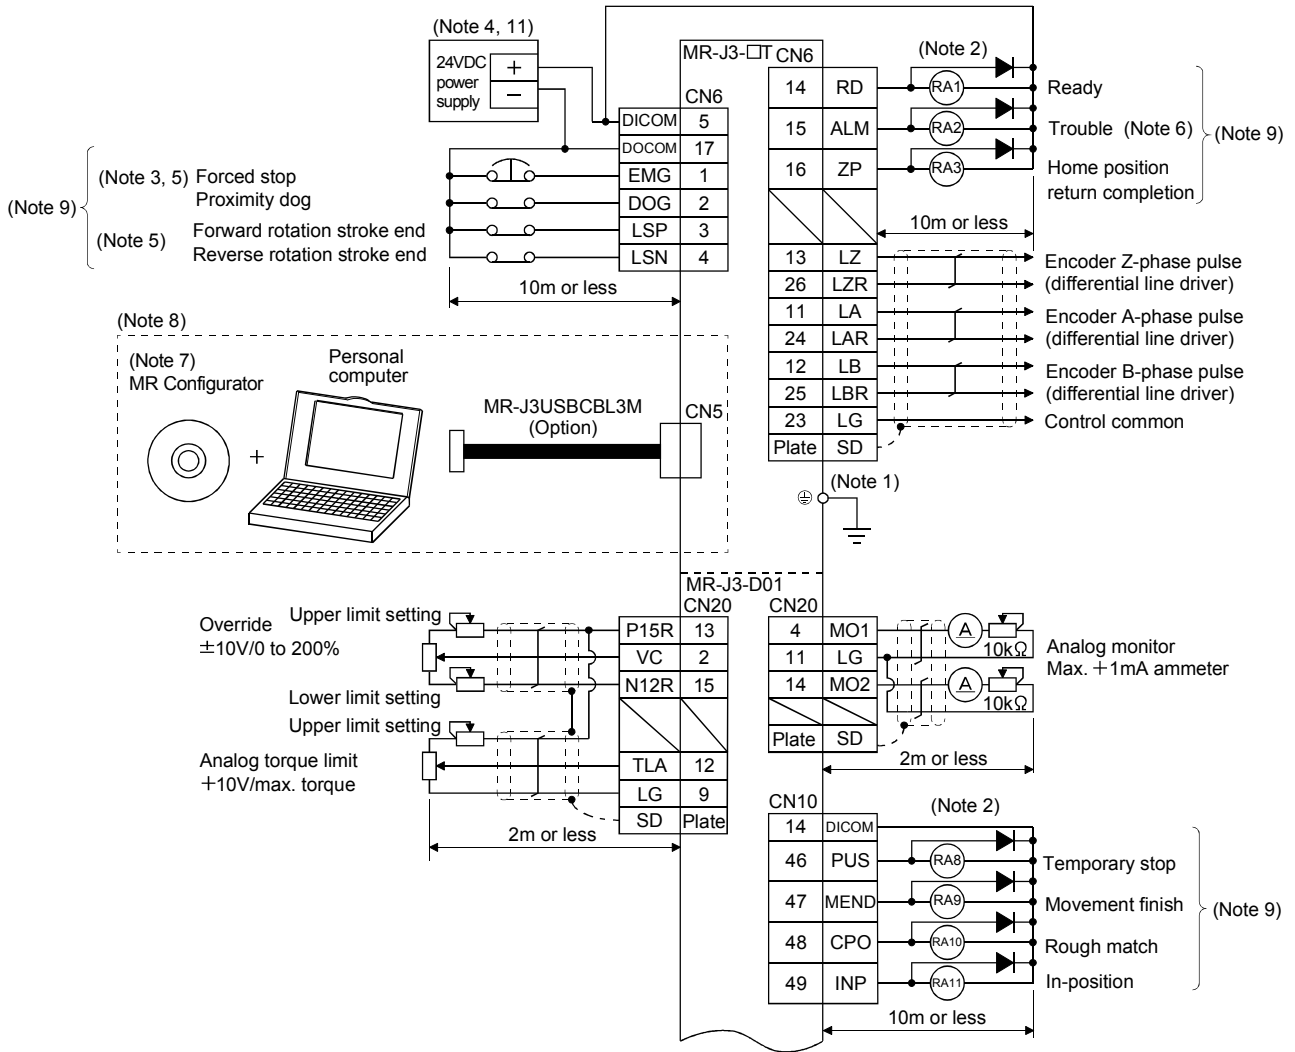 (Note 4, 11)
24VDC
power
supply
+
−
MR-J3-□T
CN6
DICOM 5
DOCOM 17
EMG 1
DOG 2
LSP 3
LSN 4
(Note 9)
(Note 3, 5) Forced stop
Proximity dog
(Note 5)
Forward rotation stroke end
Reverse rotation stroke end
10m or less
CN6
(Note 2)
14 RD RA1 Ready
15 ALM RA2 Trouble (Note 6)
16 ZP RA3 Home position
return completion
(Note 9)
10m or less
13 LZ Encoder Z-phase pulse
26 LZR (differential line driver)
11 LA Encoder A-phase pulse
24 LAR (differential line driver)
12 LB Encoder B-phase pulse
25 LBR (differential line driver)
23 LG Control common
Plate SD
(Note 1)
(Note 8)
(Note 7)
MR Configurator
+
Personal
computer
MR-J3USBCBL3M
(Option)
CN5
MR-J3-D01
CN20
Override
±10V/0 to 200%
Upper limit setting
Lower limit setting
Upper limit setting
Analog torque limit
+10V/max. torque
P15R 13
VC 2
N12R 15
TLA 12
LG 9
SD Plate
2m or less
CN20
4 MO1 A 10kΩ
11 LG
14 MO2 A 10kΩ
Plate SD
Analog monitor
Max. +1mA ammeter
2m or less
CN10
(Note 2)
14 DICOM
46 PUS RA8 Temporary stop
47 MEND RA9 Movement finish
48 CPO RA10 Rough match
49 INP RA11 In-position
(Note 9)
10m or less